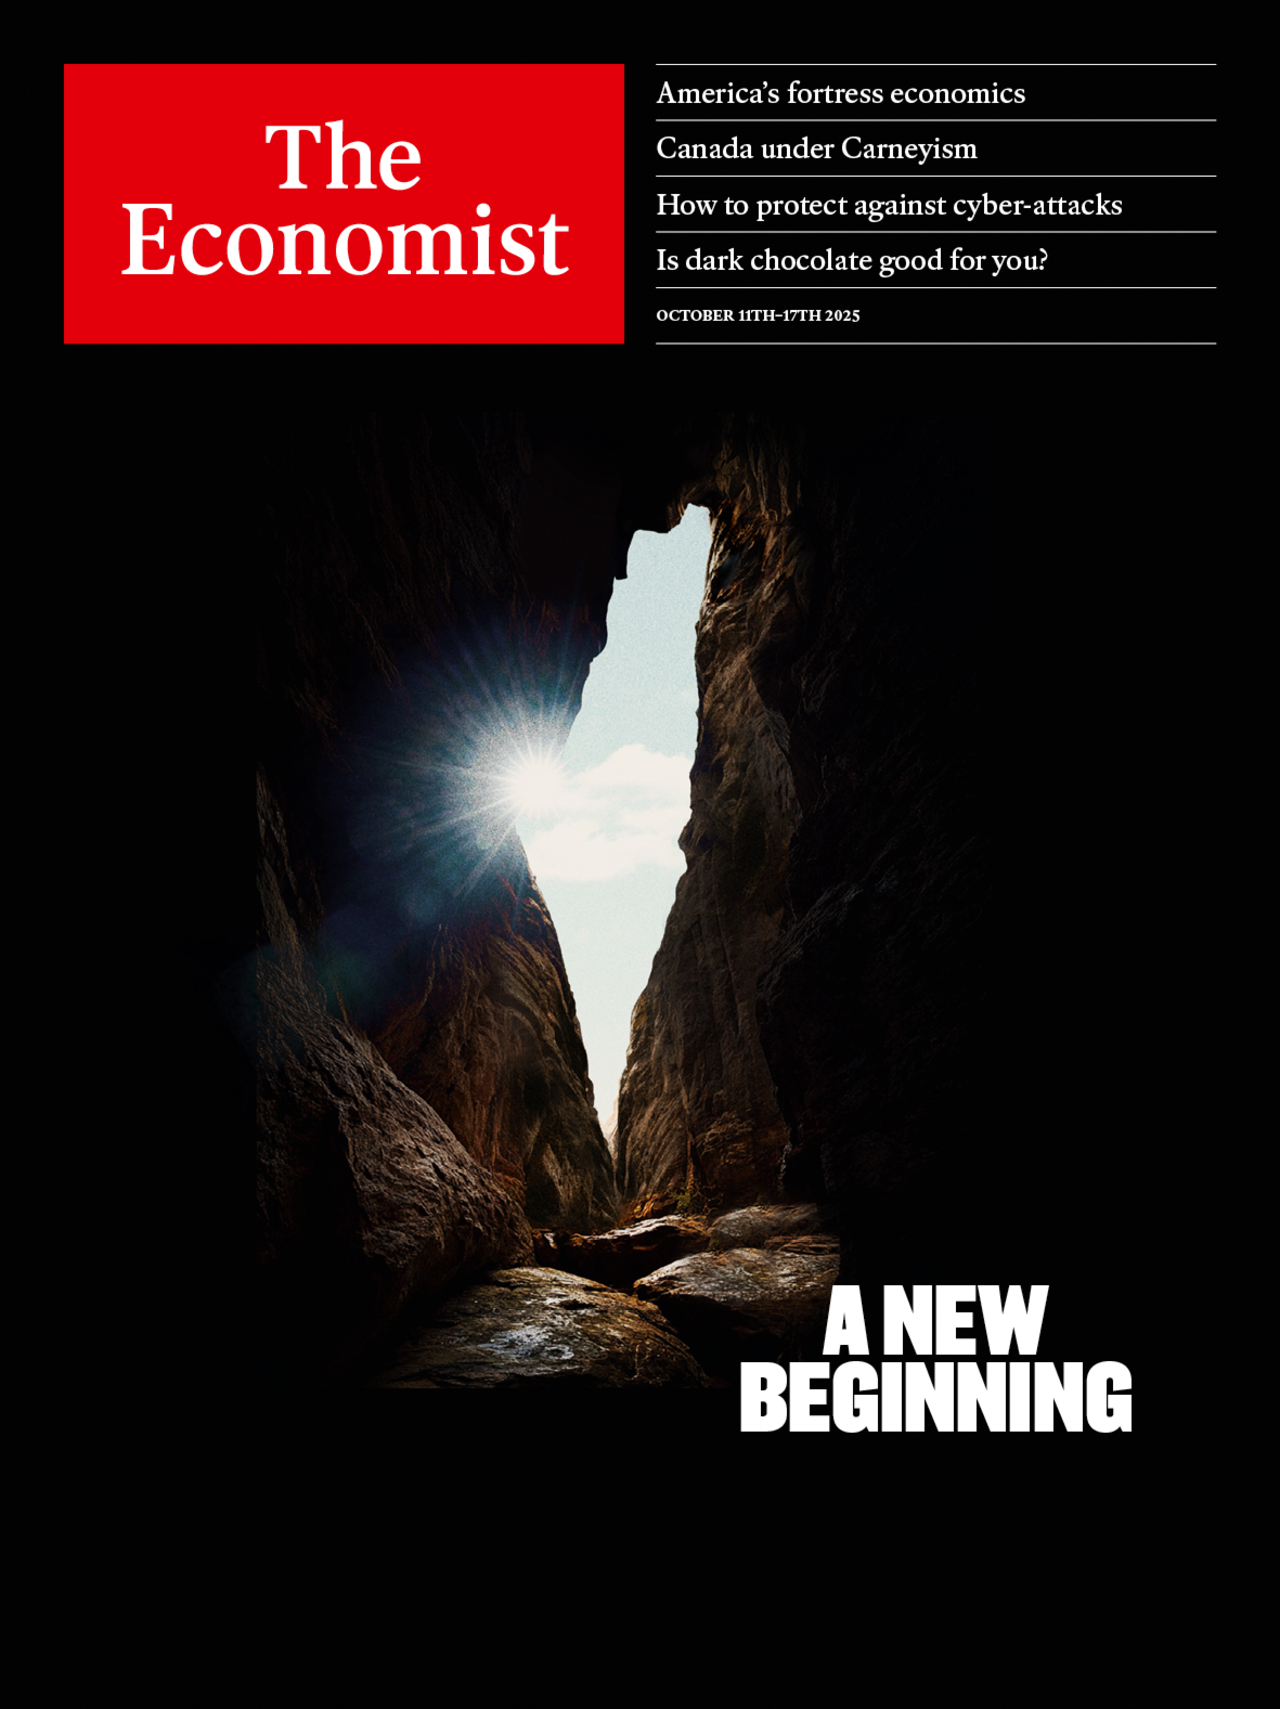 The
Economist
America’s fortress economics
Canada under Carneyism
How to protect against cyber-attacks
Is dark chocolate good for you?
OCTOBER 11TH–17TH 2025
A NEW
BEGINNING